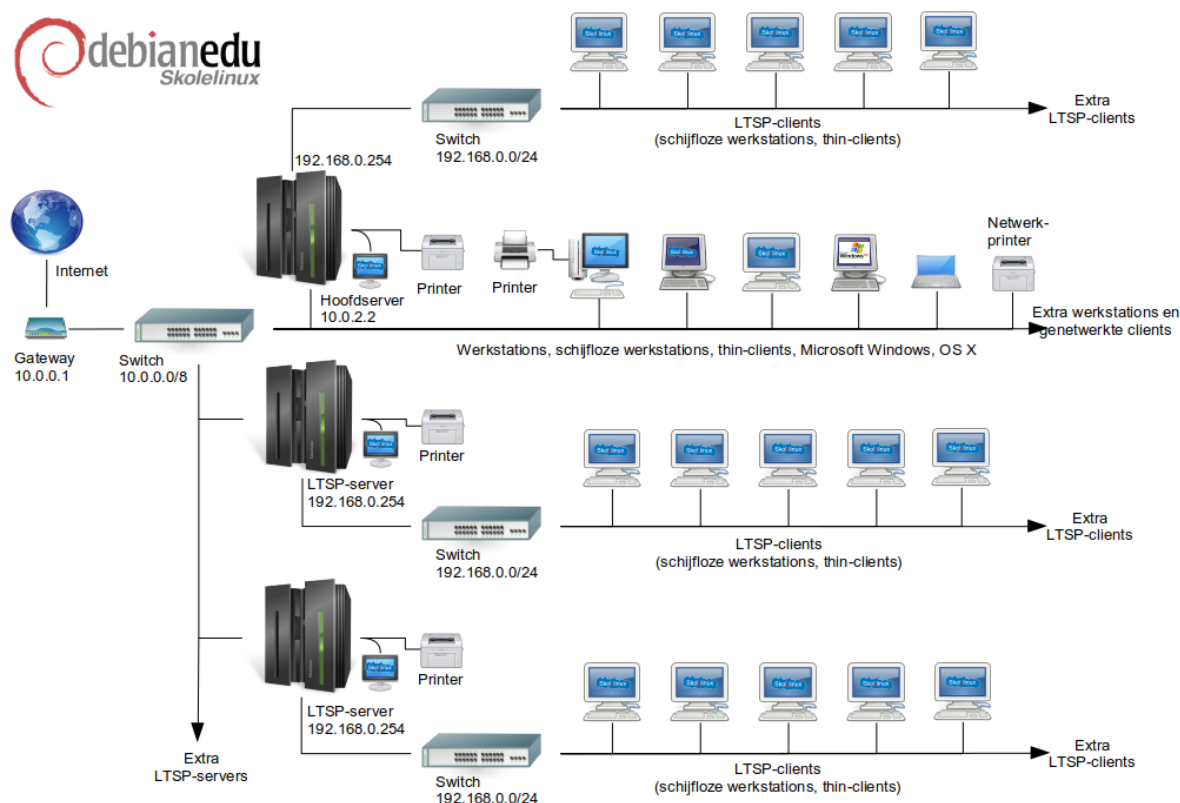 debianedu
Skolelinux
Switch
192.168.0.0/24
LTSP-clients
(schijfloze werkstations, thin-clients)
Extra
LTSP-clients
192.168.0.254
Internet
Gateway
10.0.0.1
Switch
10.0.0.0/8
Hoofdserver
10.0.2.2
Printer
Printer
Skolelinux
Windows
Netwerk-
printer
Werkstations, schijfloze werkstations, thin-clients, Microsoft Windows, OS X
Extra werkstations en
genetwerkte clients
Printer
LTSP-server
192.168.0.254
Switch
192.168.0.0/24
LTSP-clients
(schijfloze werkstations, thin-clients)
Extra
LTSP-clients
Printer
LTSP-server
192.168.0.254
Switch
192.168.0.0/24
LTSP-clients
(schijfloze werkstations, thin-clients)
Extra
LTSP-clients
Extra
LTSP-servers